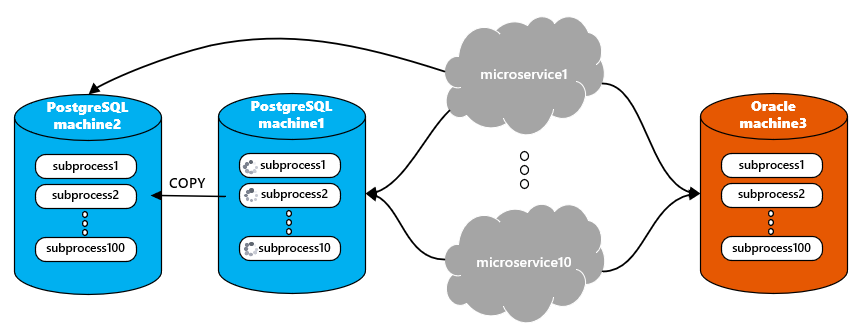 microservice1
PostgreSQL
machine2
PostgreSQL
machine1
Oracle
machine3
subprocess1
subprocess1
subprocess1
COPY
subprocess2
subprocess2
subprocess2
subprocess100
subprocess10
subprocess100
microservice10